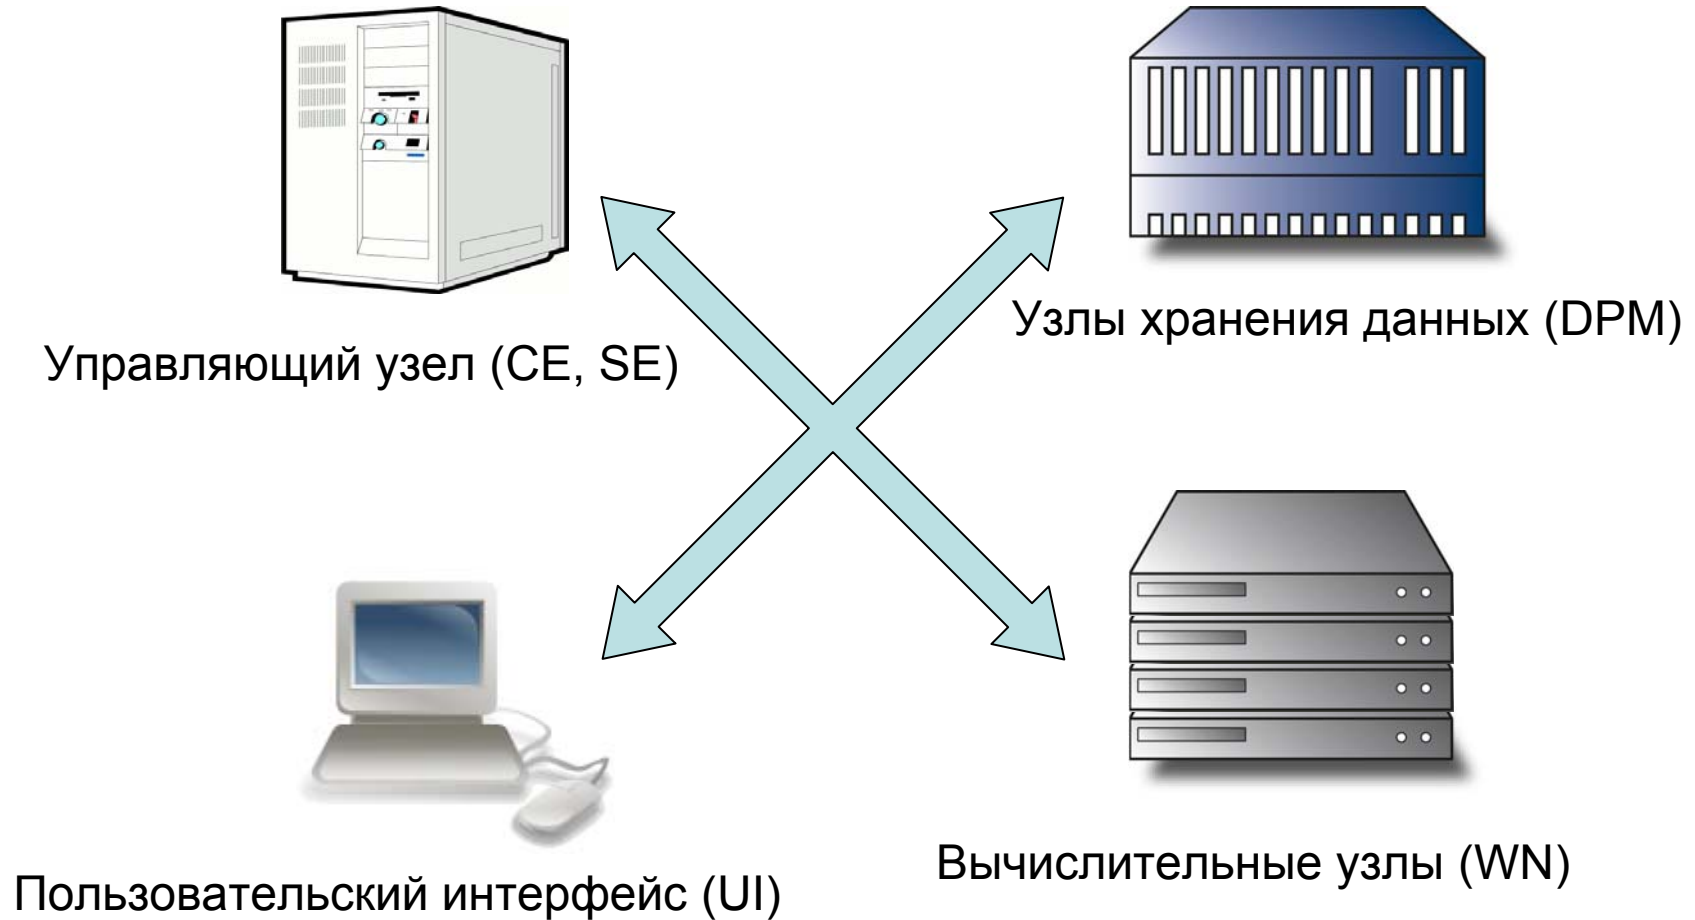 Узлы хранения данных (DPM)
Управляющий узел (CE, SE)
Вычислительные узлы (WN)
Пользовательский интерфейс (UI)